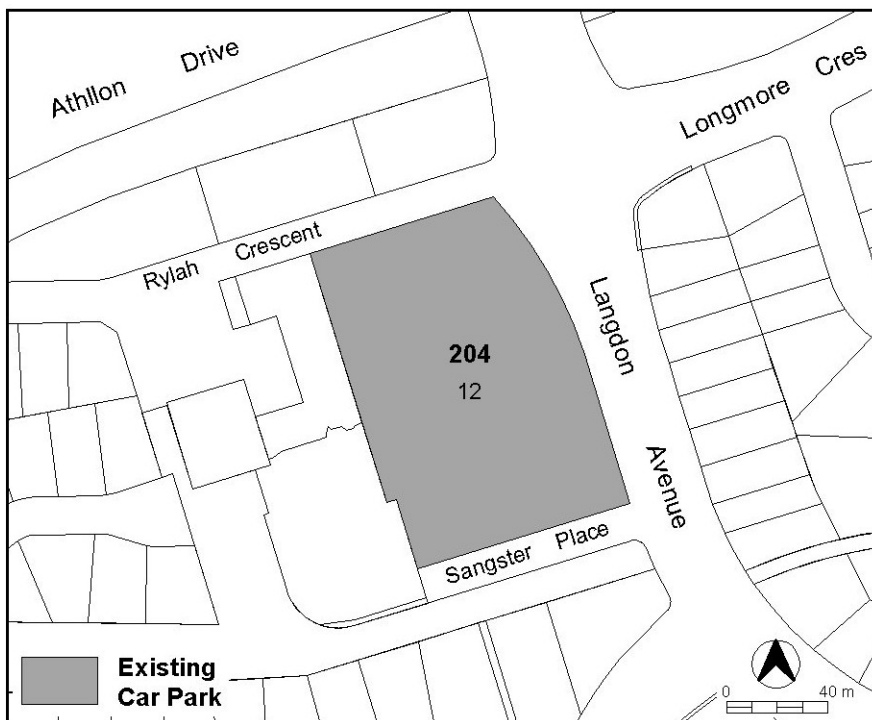 Athllon Drive
Longmore Cres
Rylah Crescent
Langdon Avenue
204
12
Sangster Place
Existing
Car Park
0 40 m